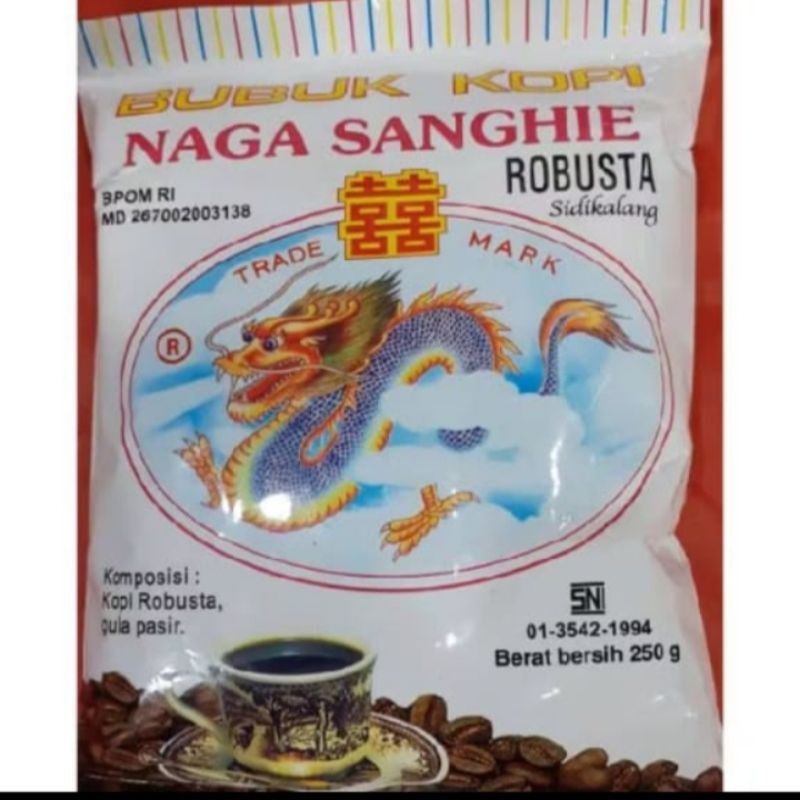 BUBUK KOPI
NAGA SANGHIE
ROBUSTA
Sidikalang
BPOM RI
MD 267002003138
囍
TRADE MARK
®
Komposisi :
Kopi Robusta,
gula pasir.
SNI
01-3542-1994
Berat bersih 250 g